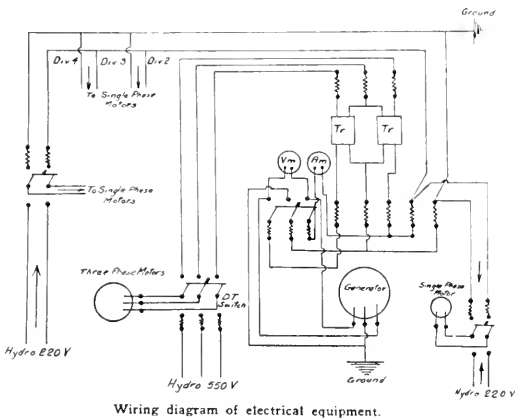 Ground
Div. 4
Div. 3
Div. 2
To Single Phase
Motors
Tr
Tr
Vm
Am
To Single Phase
Motors
Three Phase Motors
D.T.
Switch
Generator
Single Phase
Motor
Hydro 220 V
Hydro 550 V
Ground
Hydro 220 V
Wiring diagram of electrical equipment.